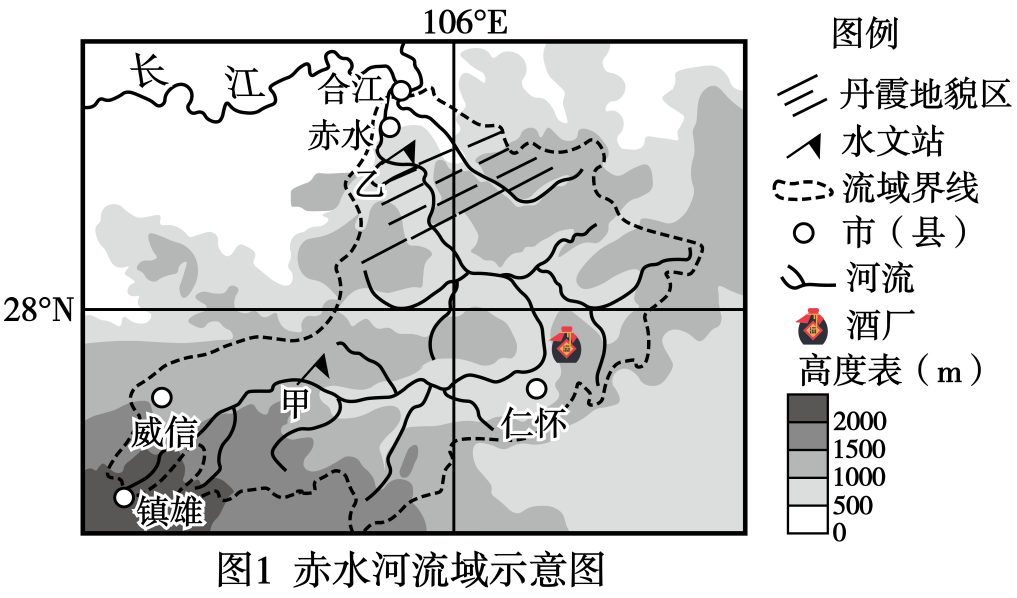 106°E
28°N
长 江
合江
赤水
乙
甲
威信
镇雄
仁怀
图例
丹霞地貌区
水文站
流域界线
市（县）
河流
酒厂
高度表（m）
2000
1500
1000
500
0
图1 赤水河流域示意图